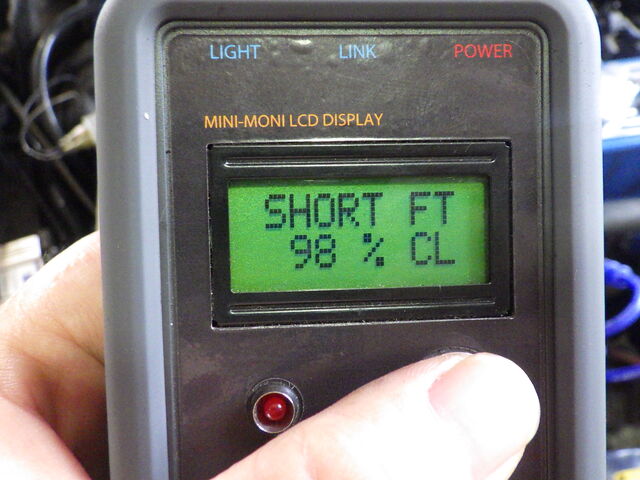 LIGHT LINK POWER
MINI-MONI LCD DISPLAY
SHORT FT
98 % CL